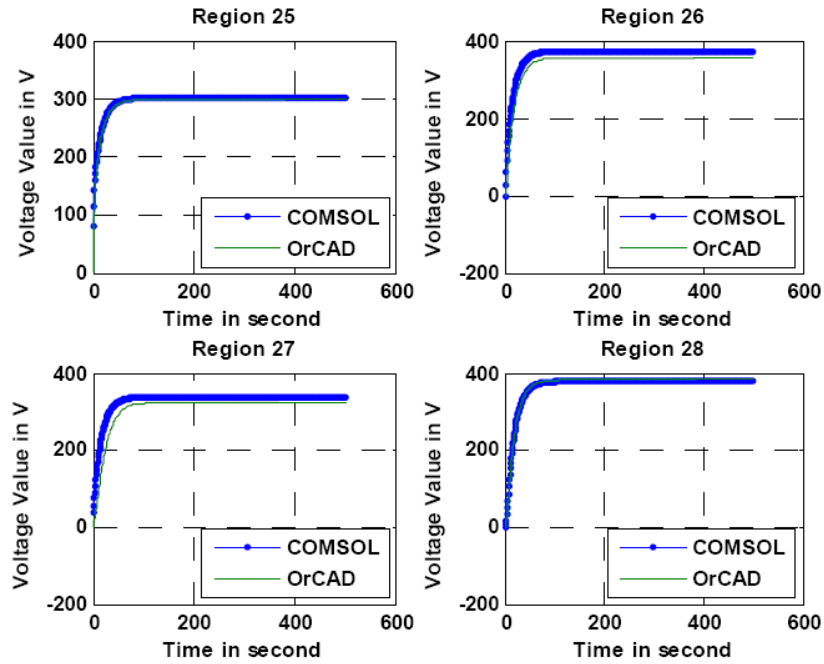 Region 25
Voltage Value in V
400
300
200
100
0
COMSOL
OrCAD
0
200
400
600
Time in second
Region 26
Voltage Value in V
400
200
0
-200
COMSOL
OrCAD
0
200
400
600
Time in second
Region 27
Voltage Value in V
400
200
0
-200
COMSOL
OrCAD
0
200
400
600
Time in second
Region 28
Voltage Value in V
400
200
0
-200
COMSOL
OrCAD
0
200
400
600
Time in second